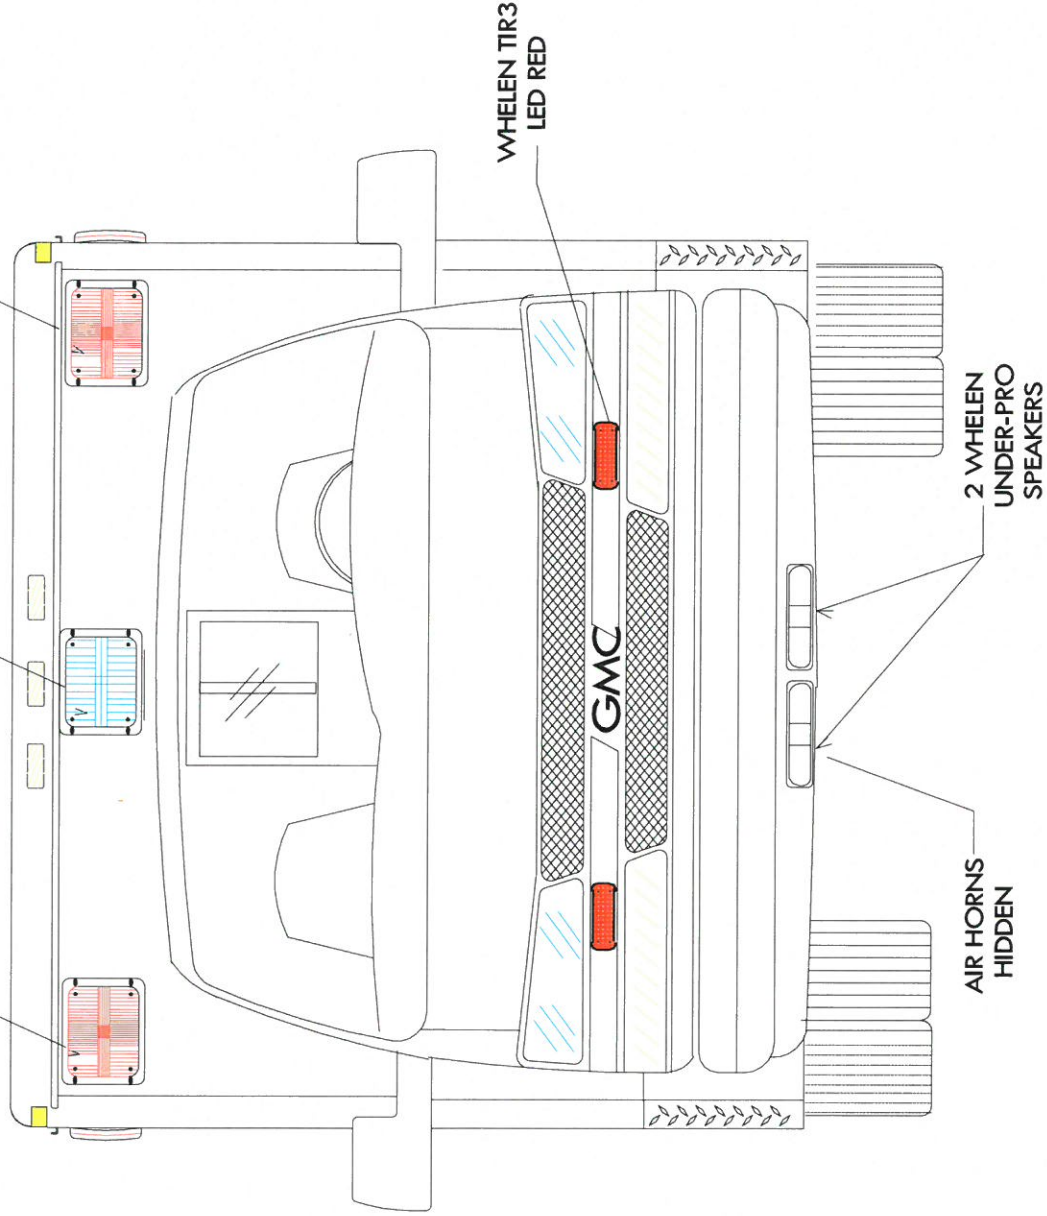 WHELEN TIR3
LED RED
GMC
2 WHELEN
UNDER-PRO
SPEAKERS
AIR HORNS
HIDDEN